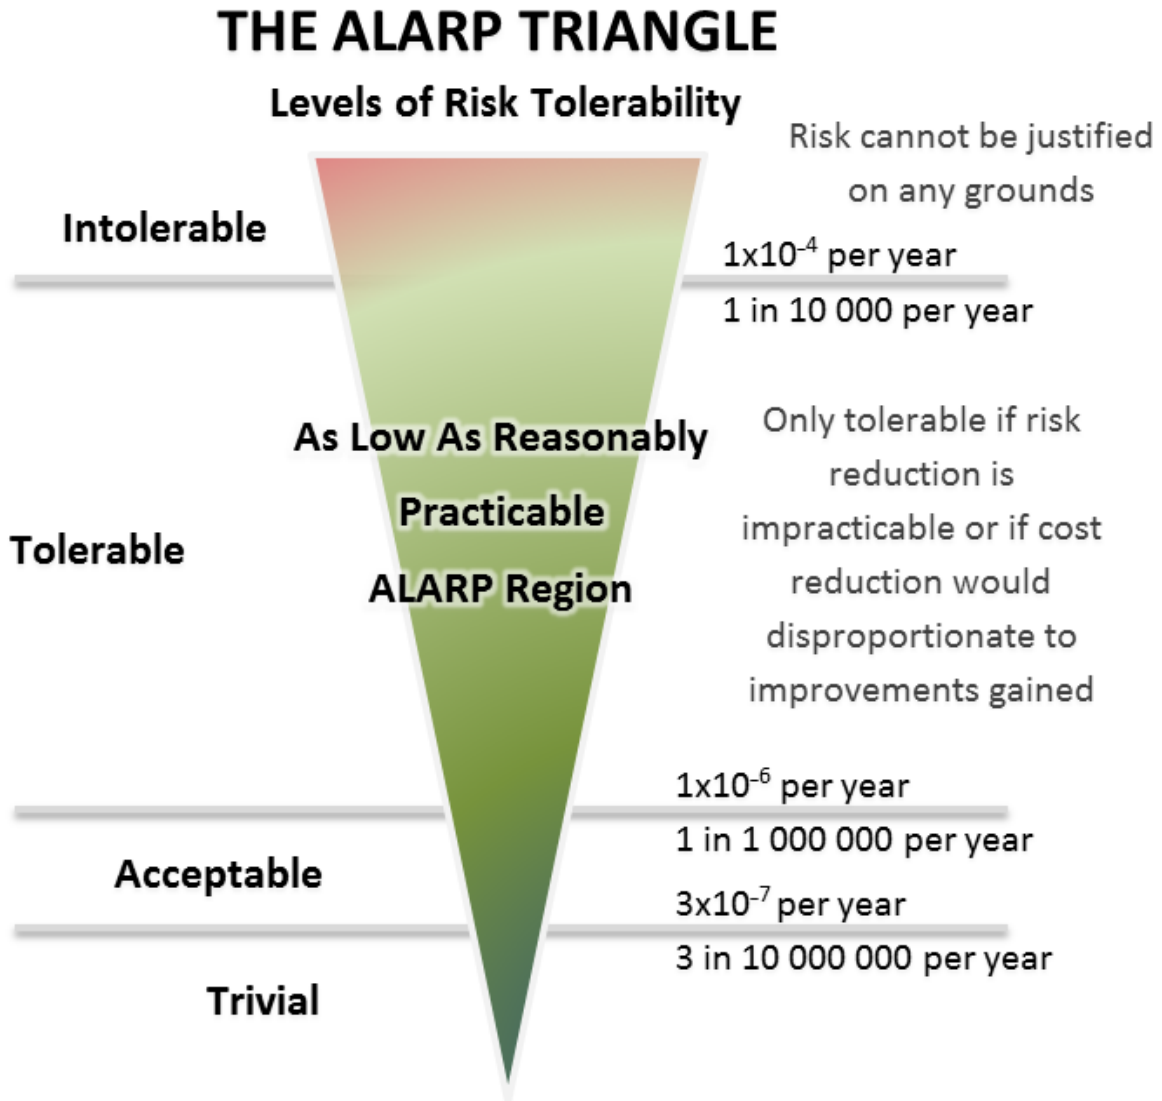 THE ALARP TRIANGLE
Levels of Risk Tolerability
Risk cannot be justified
on any grounds
Intolerable
1x10⁻⁴ per year
1 in 10 000 per year
As Low As Reasonably
Practicable
ALARP Region
Tolerable
Only tolerable if risk
reduction is
impracticable or if cost
reduction would
disproportionate to
improvements gained
1x10⁻⁶ per year
1 in 1 000 000 per year
Acceptable
3x10⁻⁷ per year
3 in 10 000 000 per year
Trivial